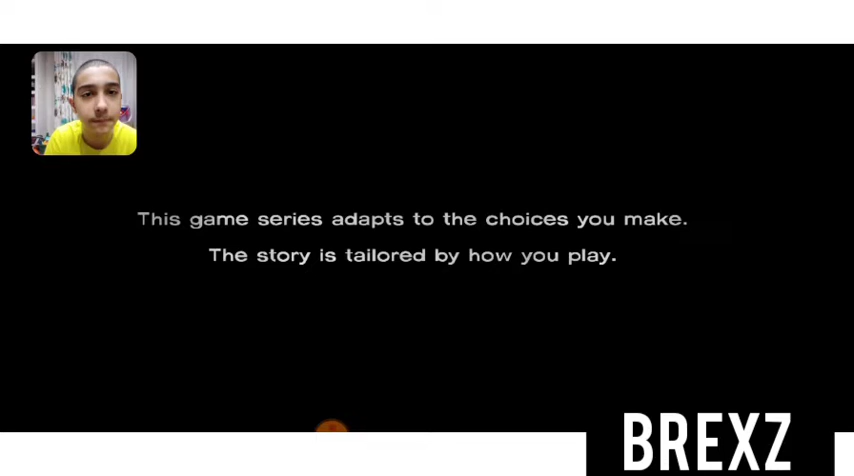 This game series adapts to the choices you make.
The story is tailored by how you play.
BREXZ